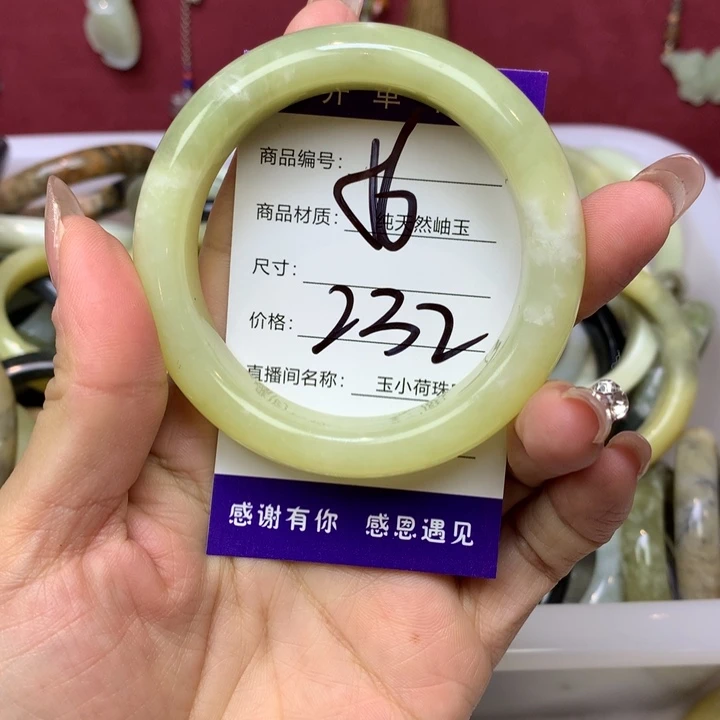 商品编号：
商品材质： 纯天然岫玉
尺寸：
价格： 232
直播间名称： 玉小荷珠
感谢有你 感恩遇见